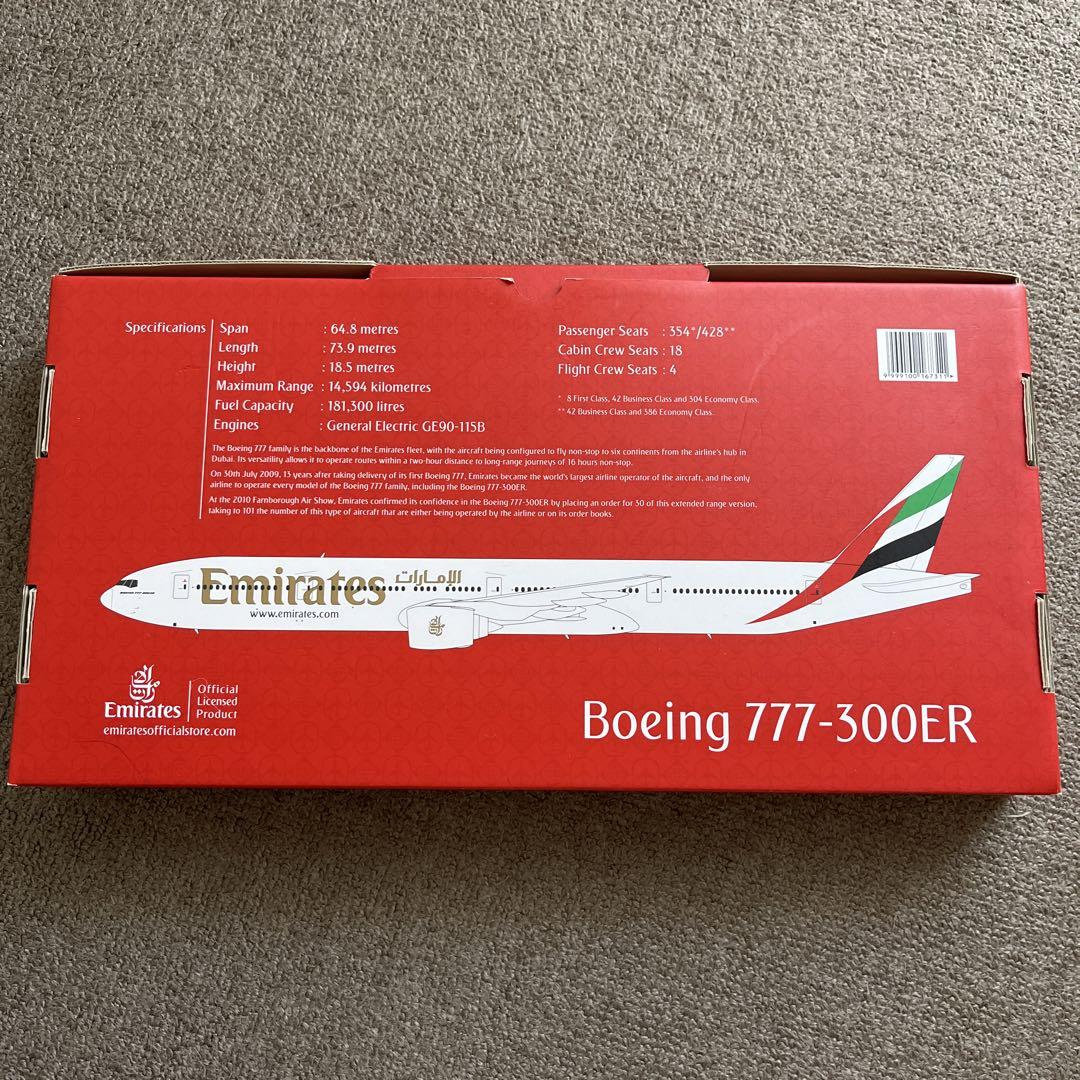 Specifications
Span : 64.8 metres
Length : 73.9 metres
Height : 18.5 metres
Maximum Range : 14,594 kilometres
Fuel Capacity : 181,300 litres
Engines : General Electric GE90-115B
Passenger Seats : 354*/428**
Cabin Crew Seats : 18
Flight Crew Seats : 4
* 8 First Class, 42 Business Class and 304 Economy Class.
** 42 Business Class and 386 Economy Class.
9 999100 167311 >
The Boeing 777 family is the backbone of the Emirates fleet, with the aircraft being configured to fly non-stop to six continents from the airline's hub in
Dubai. Its versatility allows it to operate routes within a two-hour distance to long-range journeys of 16 hours non-stop.
On 30th July 2009, 13 years after taking delivery of its first Boeing 777, Emirates became the world's largest airline operator of the aircraft, and the only
airline to operate every model of the Boeing 777 family, including the Boeing 777-300ER.
At the 2010 Farnborough Air Show, Emirates confirmed its confidence in the Boeing 777-300ER by placing an order for 30 of this extended range version,
taking to 101 the number of this type of aircraft that are either being operated by the airline or on its order books.
Emirates الإمارات
www.emirates.com
BOEING 777-300ER
Emirates
Official
Licensed
Product
emiratesofficialstore.com
Boeing 777-300ER